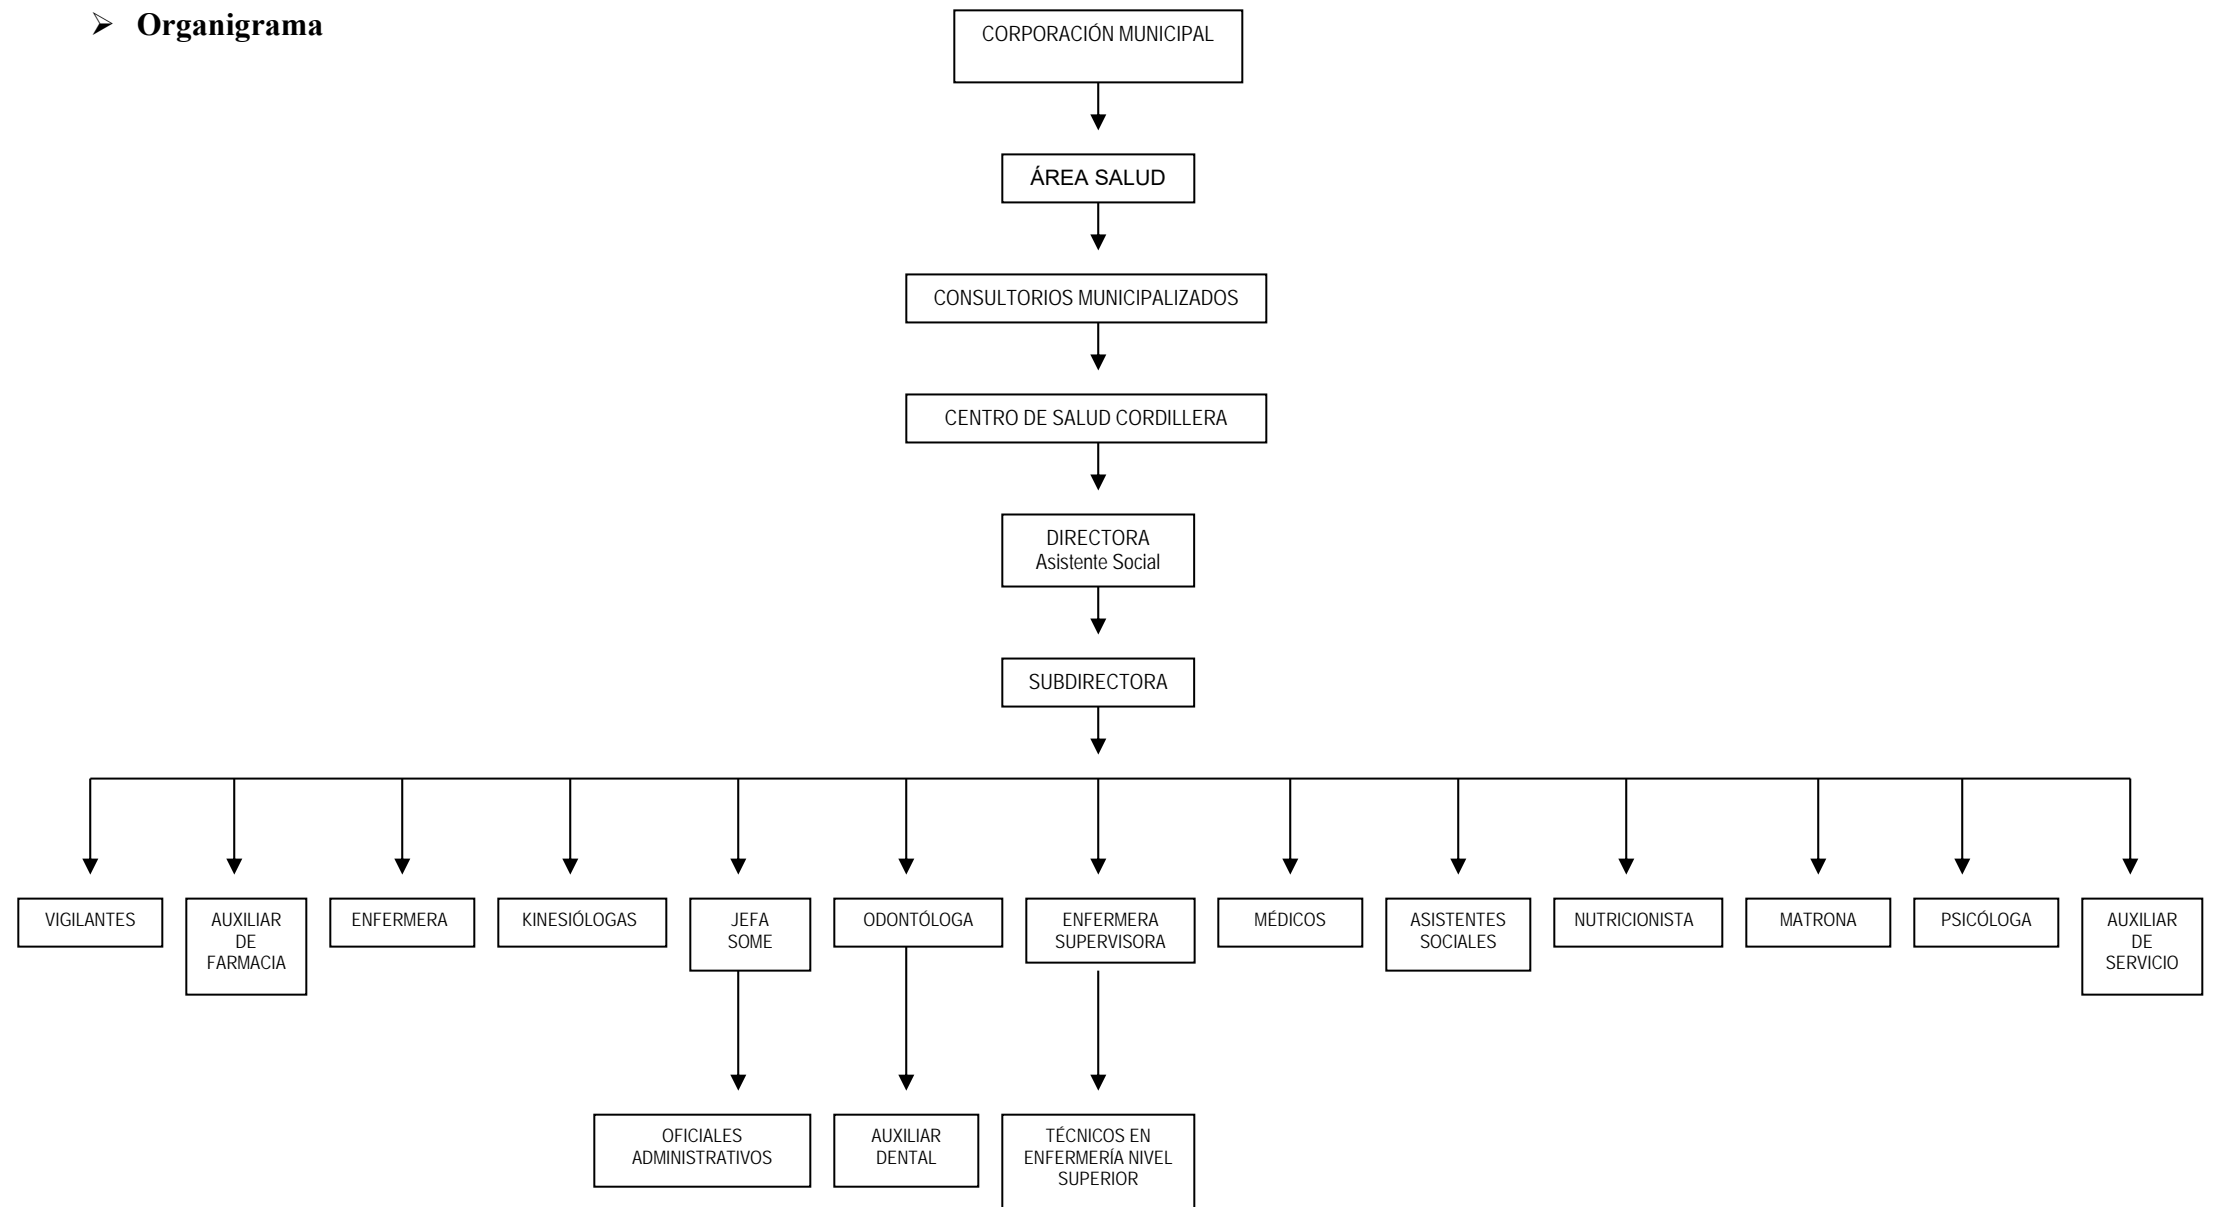 ➢ Organigrama
CORPORACIÓN MUNICIPAL
ÁREA SALUD
CONSULTORIOS MUNICIPALIZADOS
CENTRO DE SALUD CORDILLERA
DIRECTORA
Asistente Social
SUBDIRECTORA
VIGILANTES
AUXILIAR
DE
FARMACIA
ENFERMERA
KINESIÓLOGAS
JEFA
SOME
ODONTÓLOGA
ENFERMERA
SUPERVISORA
MÉDICOS
ASISTENTES
SOCIALES
NUTRICIONISTA
MATRONA
PSICÓLOGA
AUXILIAR
DE
SERVICIO
OFICIALES
ADMINISTRATIVOS
AUXILIAR
DENTAL
TÉCNICOS EN
ENFERMERÍA NIVEL
SUPERIOR